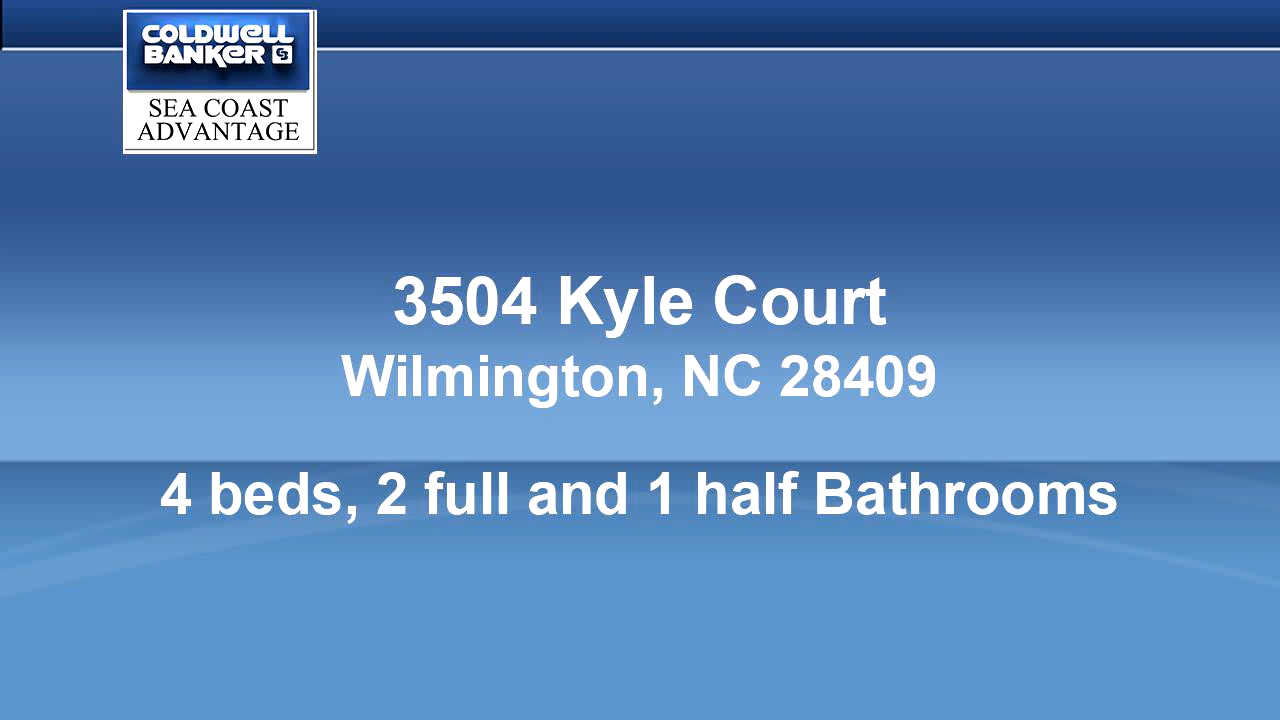 COLDWELL
BANKER
SEA COAST
ADVANTAGE
3504 Kyle Court
Wilmington, NC 28409
4 beds, 2 full and 1 half Bathrooms